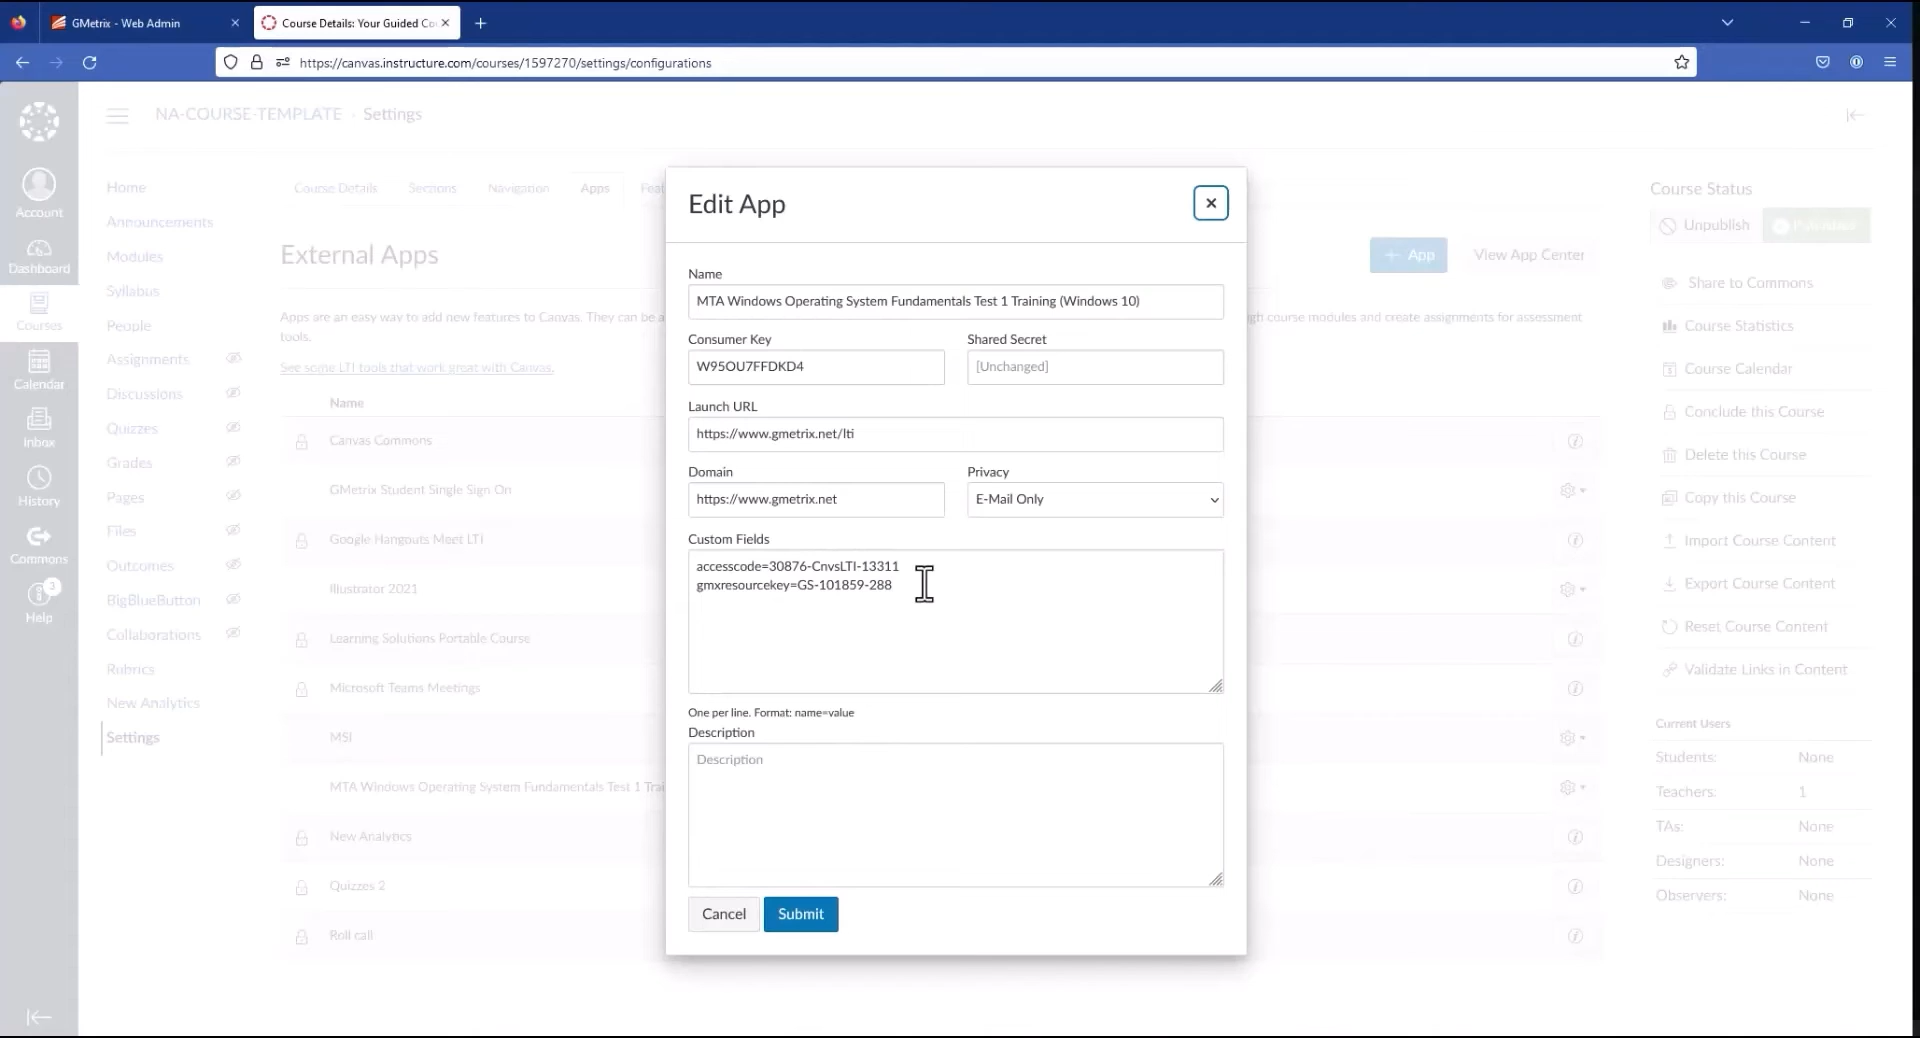 GMetrix - Web Admin
Course Details: Your Guided Co
https://canvas.instructure.com/courses/1597270/settings/configurations
NA-COURSE-TEMPLATE › Settings
Account
Dashboard
Courses
Calendar
Inbox
History
Commons
3
Help
Home
Announcements
Modules
Syllabus
People
Assignments
Discussions
Quizzes
Grades
Pages
Files
Outcomes
BigBlueButton
Collaborations
Rubrics
New Analytics
Settings
Course Details Sections Navigation Apps Feat
External Apps
+ App
View App Center
Apps are an easy way to add new features to Canvas. They can be a
gh course modules and create assignments for assessment
tools.
See some LTI tools that work great with Canvas.
Name
Canvas Commons
GMetrix Student Single Sign On
Google Hangouts Meet LTI
Illustrator 2021
Learning Solutions Portable Course
Microsoft Teams Meetings
MSI
MTA Windows Operating System Fundamentals Test 1 Trai
New Analytics
Quizzes 2
Roll call
Edit App
Name
MTA Windows Operating System Fundamentals Test 1 Training (Windows 10)
Consumer Key
W95OU7FFDKD4
Shared Secret
[Unchanged]
Launch URL
https://www.gmetrix.net/lti
Domain
https://www.gmetrix.net
Privacy
E-Mail Only
Custom Fields
accesscode=30876-CnvsLTI-13311
gmxresourcekey=GS-101859-288
One per line. Format: name=value
Description
Description
Cancel
Submit
Course Status
Unpublish
Share to Commons
Course Statistics
Course Calendar
Conclude this Course
Delete this Course
Copy this Course
Import Course Content
Export Course Content
Reset Course Content
Validate Links in Content
Current Users
Students: None
Teachers: 1
TAs: None
Designers: None
Observers: None